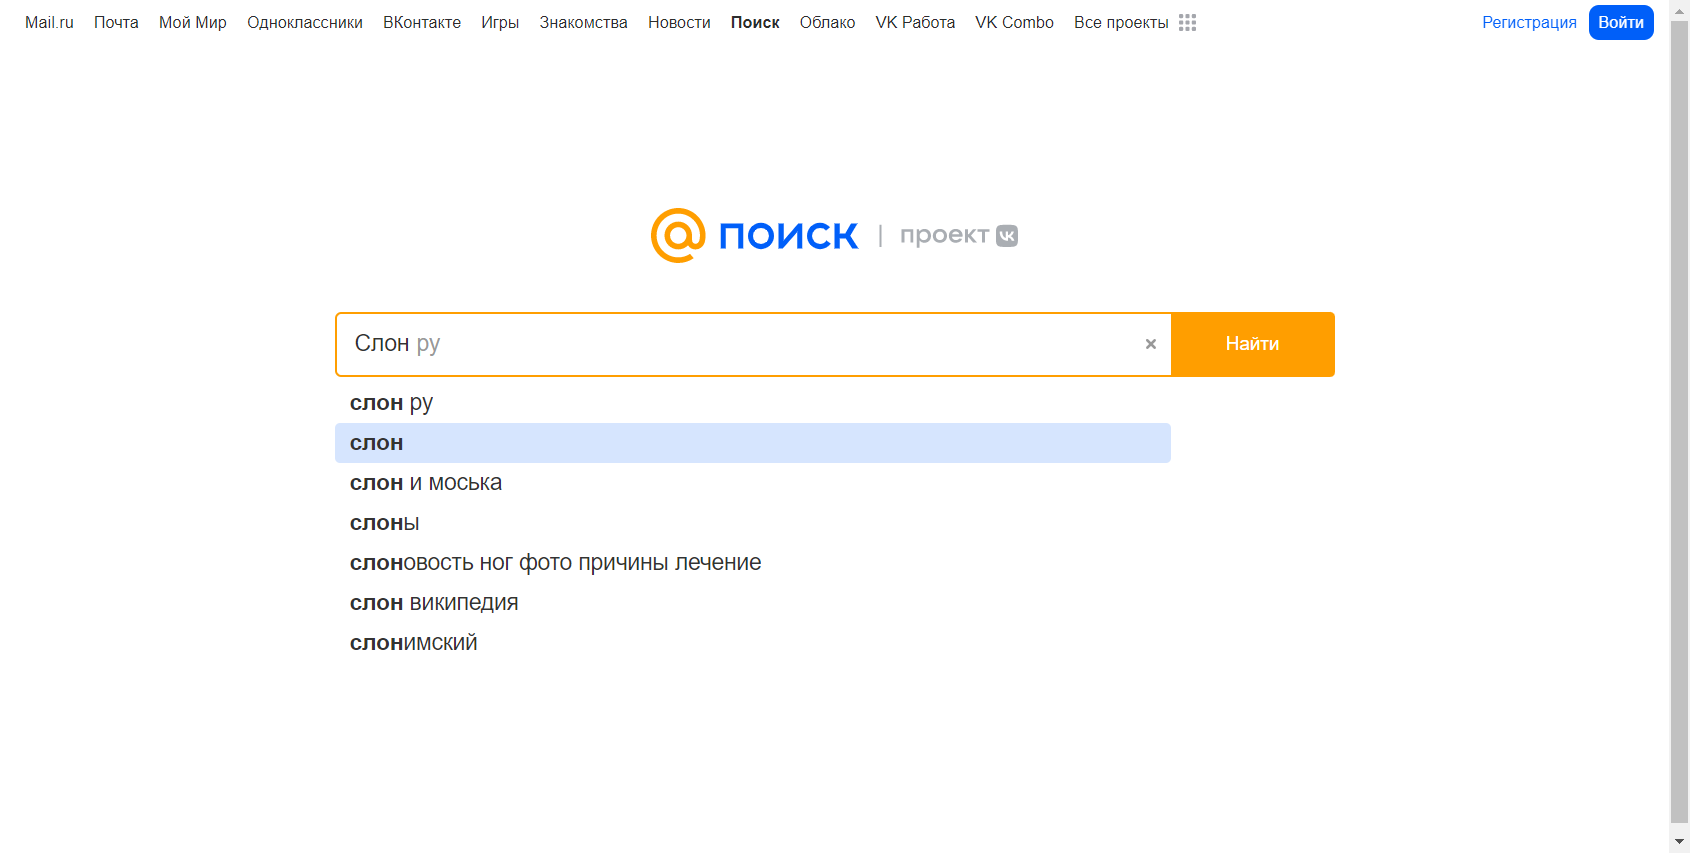 Mail.ru Почта Мой Мир Одноклассники ВКонтакте Игры Знакомства Новости Поиск Облако VK Работа VK Combo Все проекты Регистрация Войти
@ ПОИСК | проект VK
Слон ру × Найти
слон ру
слон
слон и моська
слоны
слоновость ног фото причины лечение
слон википедия
слонимский